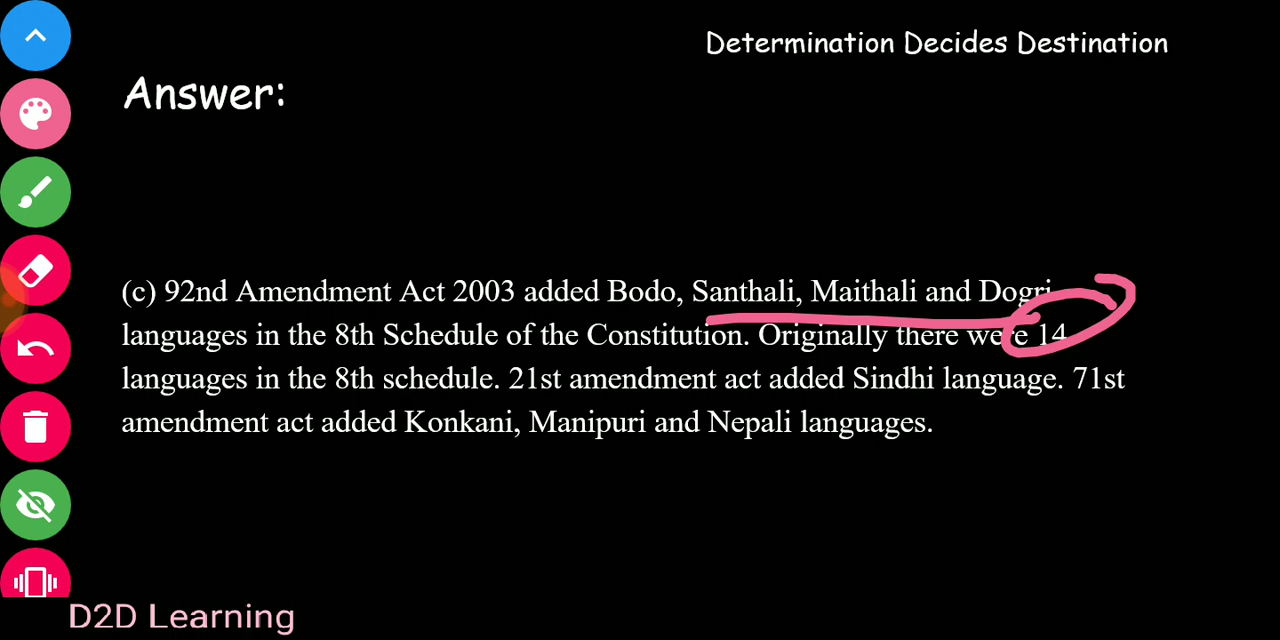 Determination Decides Destination
Answer:
(c) 92nd Amendment Act 2003 added Bodo, Santhali, Maithali and Dogri
languages in the 8th Schedule of the Constitution. Originally there were 14
languages in the 8th schedule. 21st amendment act added Sindhi language. 71st
amendment act added Konkani, Manipuri and Nepali languages.
D2D Learning